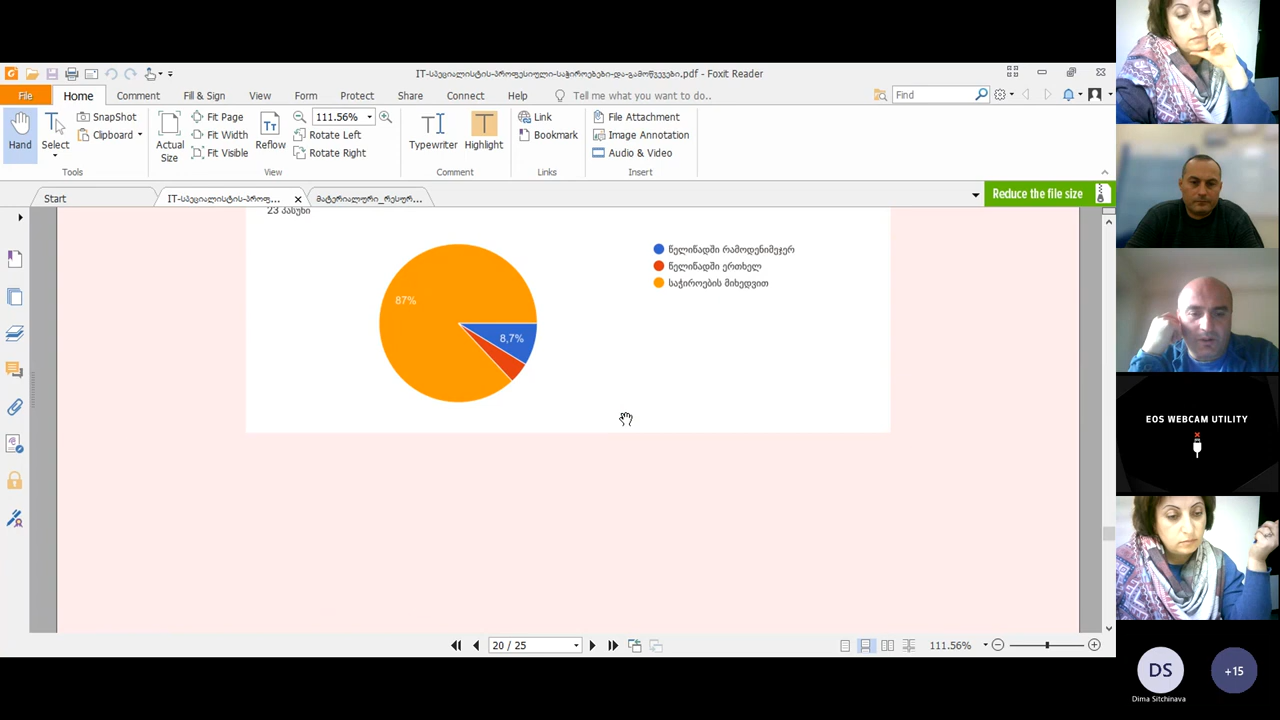 IT-სპეციალისტის-პროფესიული-საჭიროებები-და-გამოწვევები.pdf - Foxit Reader
File Home Comment Fill & Sign View Form Protect Share Connect Help Tell me what you want to do.. Find
Hand
Select
SnapShot
Clipboard
Tools
Actual Size
Fit Page
Fit Width
Fit Visible
Reflow
111.56%
Rotate Left
Rotate Right
View
Typewriter
Highlight
Comment
Link
Bookmark
Links
File Attachment
Image Annotation
Audio & Video
Insert
Start
IT-სპეციალისტის-პროფ...
მატერიალური_რესურ...
Reduce the file size
23 პასუხი
87%
8,7%
წელიწადში რამოდენიმეჯერ
წელიწადში ერთხელ
საჭიროების მიხედვით
20 / 25
111.56%
EOS WEBCAM UTILITY
DS
Dima Sitchinava
+15